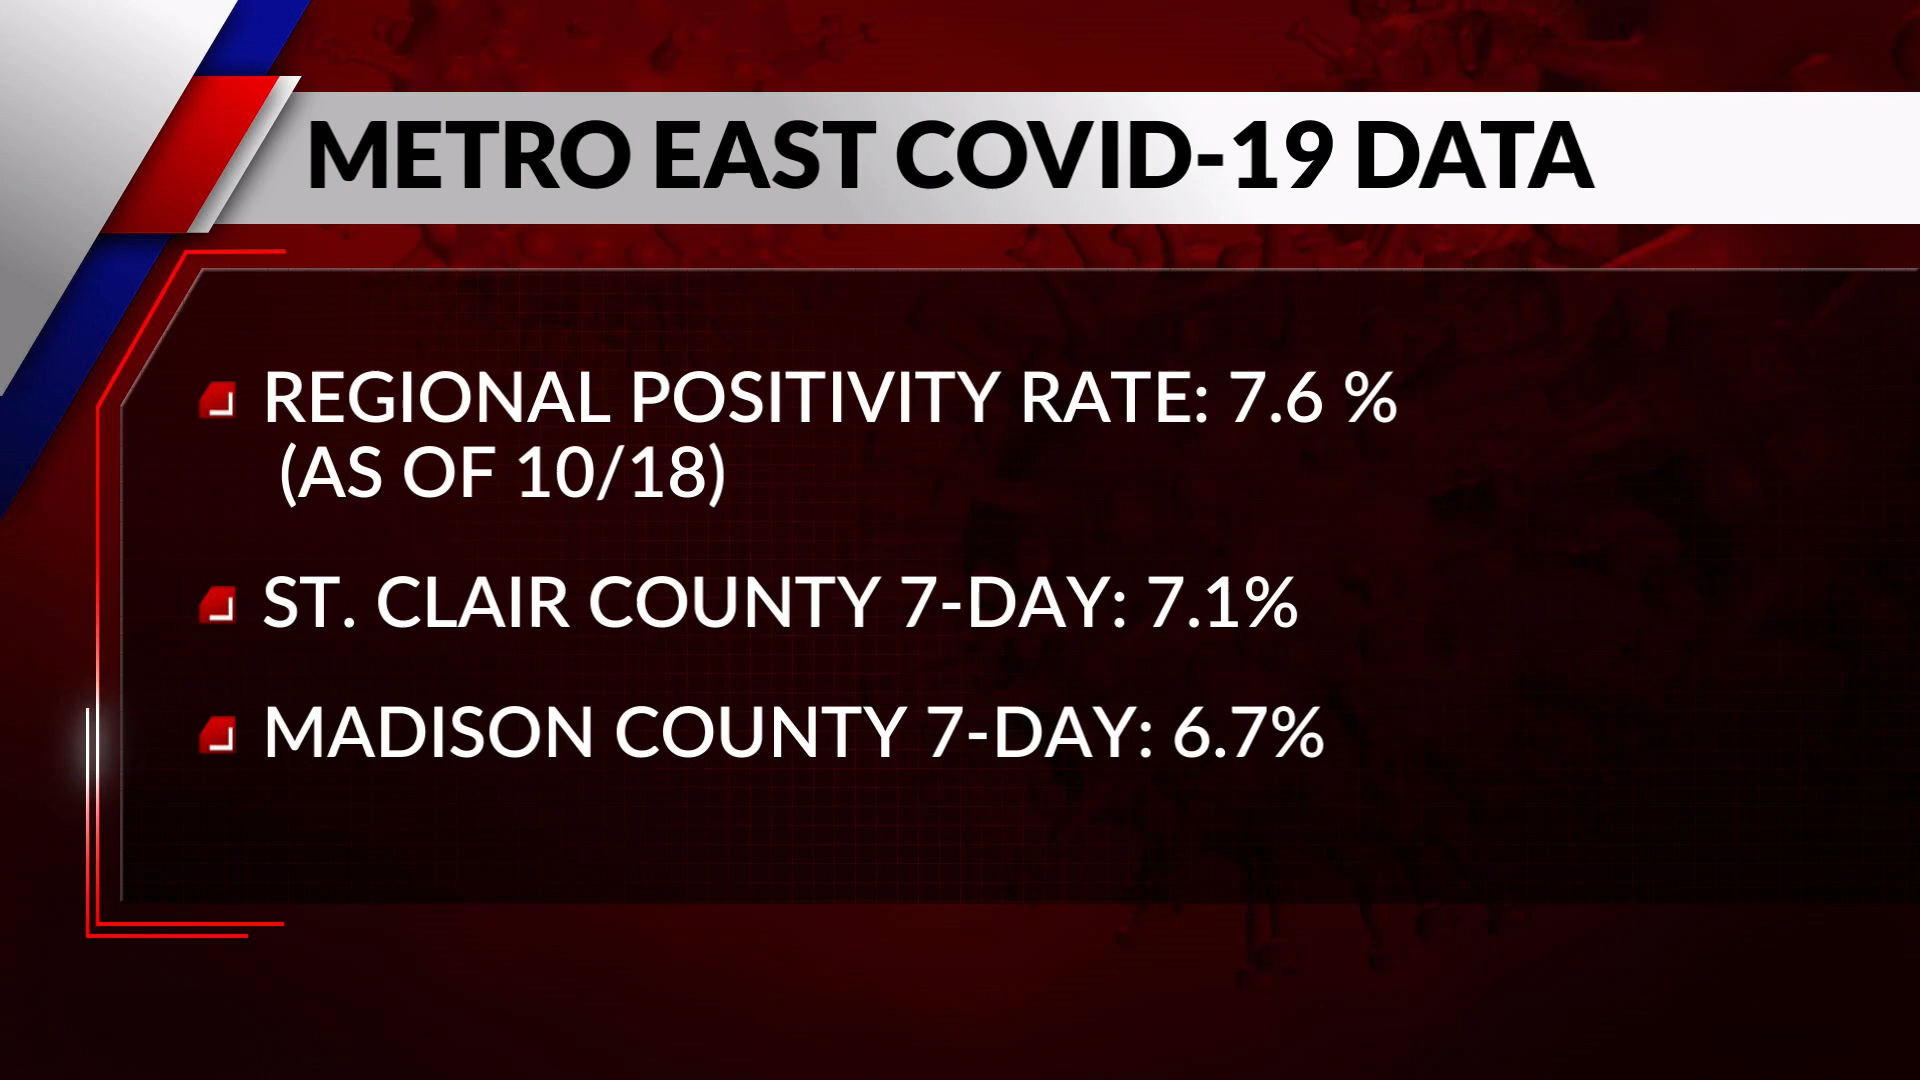 METRO EAST COVID-19 DATA
REGIONAL POSITIVITY RATE: 7.6 %
(AS OF 10/18)
ST. CLAIR COUNTY 7-DAY: 7.1%
MADISON COUNTY 7-DAY: 6.7%